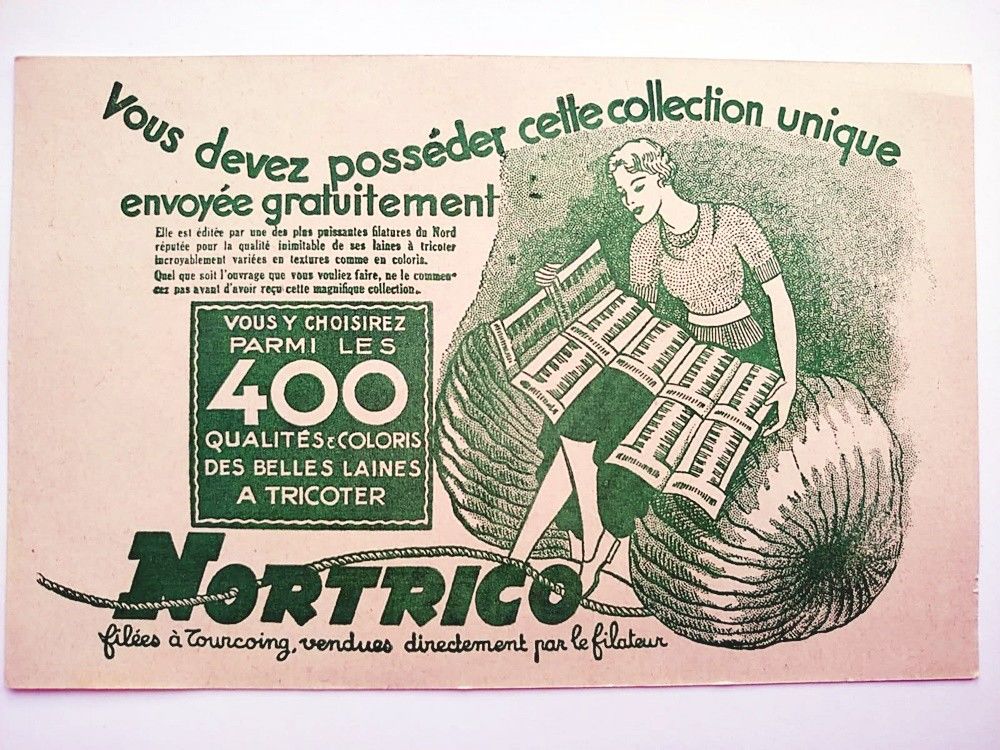 Vous devez posséder cette collection unique
envoyée gratuitement
Elle est éditée par une des plus puissantes filatures du Nord
réputée pour la qualité inimitable de ses laines à tricoter
incroyablement variées en textures comme en coloris.
Quel que soit l'ouvrage que vous vouliez faire, ne le commen-
cez pas avant d'avoir reçu cette magnifique collection.
VOUS Y CHOISIREZ
PARMI LES
400
QUALITÉS & COLORIS
DES BELLES LAINES
A TRICOTER
NORTRICO
filées à Tourcoing, vendues directement par le filateur